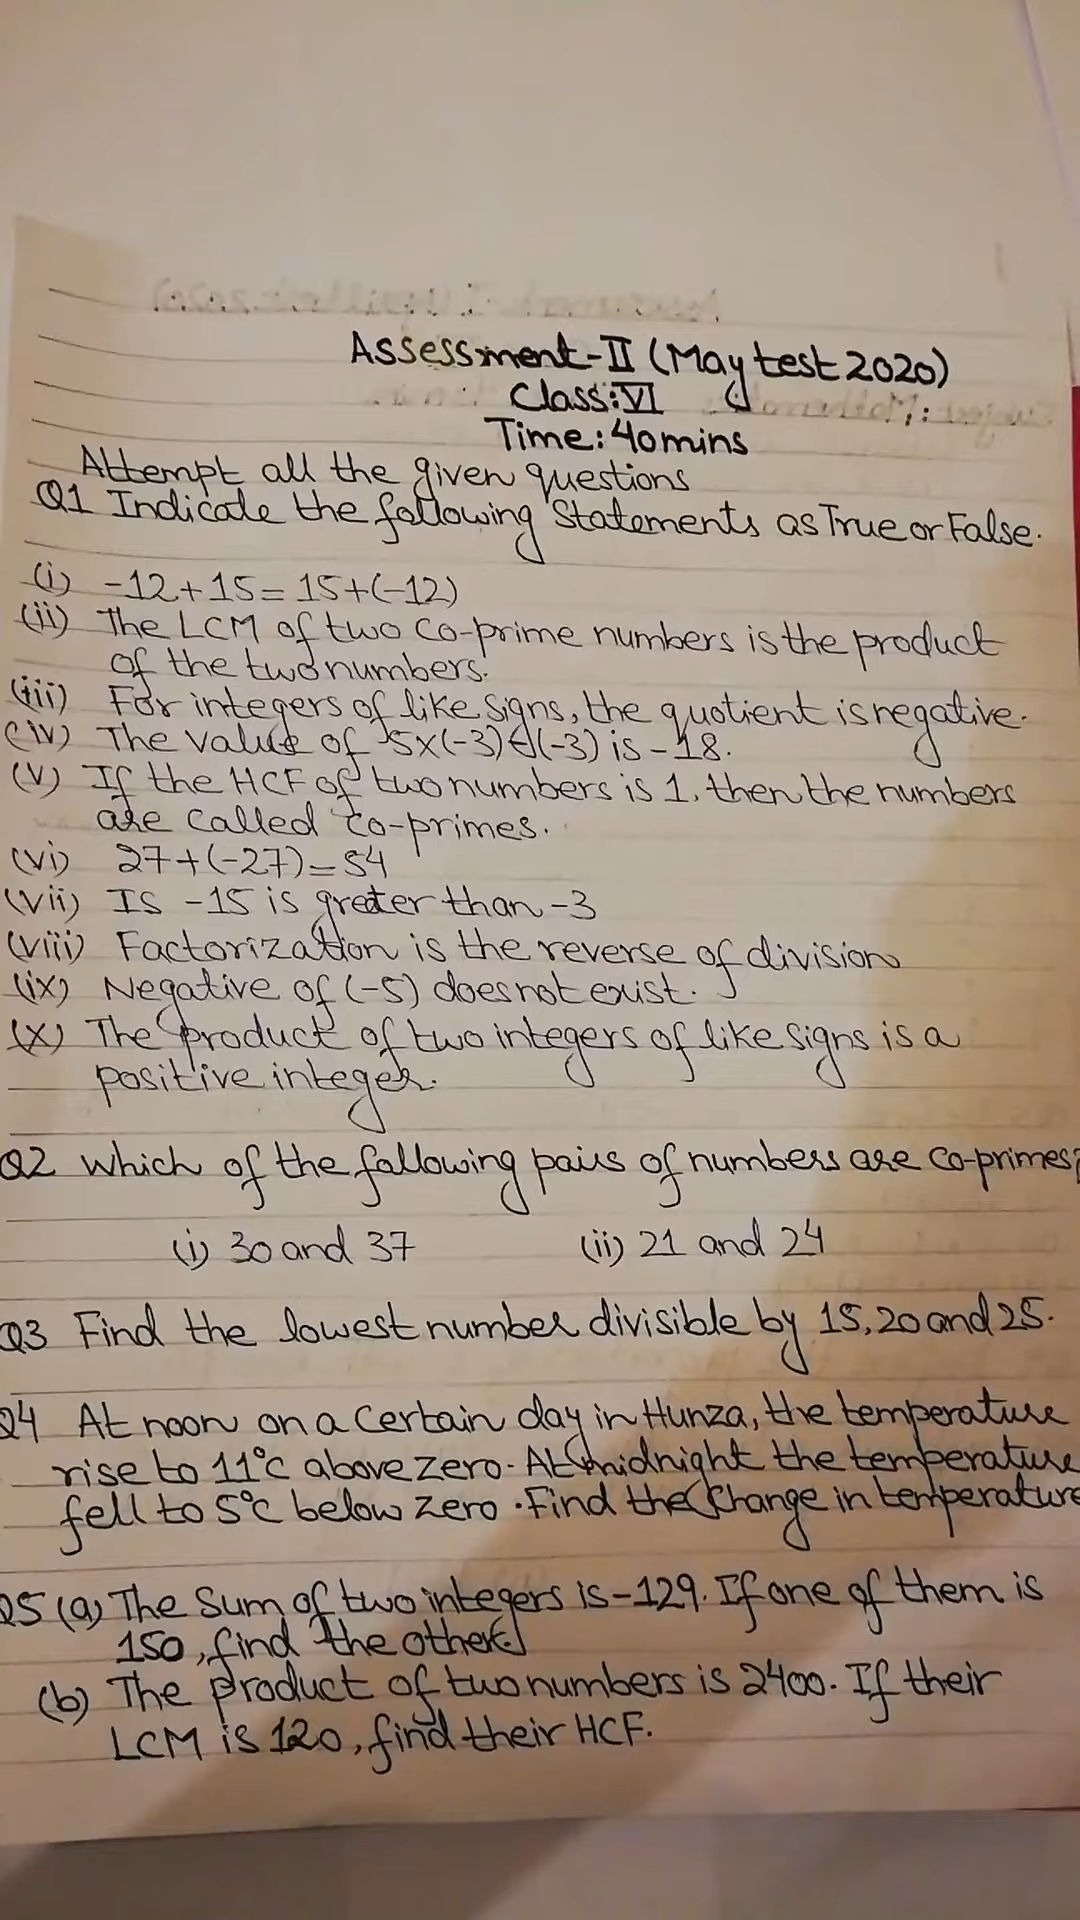 Assessment-II (May test 2020)
Class:VI
Time: 40mins
Attempt all the given questions
Q1 Indicate the following Statements as True or False.
(i) -12+15=15+(-12)
(ii) The LCM of two co-prime numbers is the product
of the two numbers.
(iii) For integers of like signs, the quotient is negative.
(iv) The value of 5x(-3)+(-3) is -18.
(v) If the HCF of two numbers is 1, then the numbers
are called co-primes.
(vi) 27+(-27)=54
(vii) Is -15 is greater than -3
(viii) Factorization is the reverse of division
(ix) Negative of (-5) does not exist.
(x) The product of two integers of like signs is a
positive integer.
Q2 Which of the following pairs of numbers are co-primes?
(i) 30 and 37 (ii) 21 and 24
Q3 Find the lowest number divisible by 15, 20 and 25.
Q4 At noon on a certain day in Hunza, the temperature
rise to 11°C above zero. At midnight the temperature
fell to 5°C below zero. Find the change in temperature
Q5 (a) The Sum of two integers is -129. If one of them is
150, find the other.
(b) The product of two numbers is 2400. If their
LCM is 120, find their HCF.